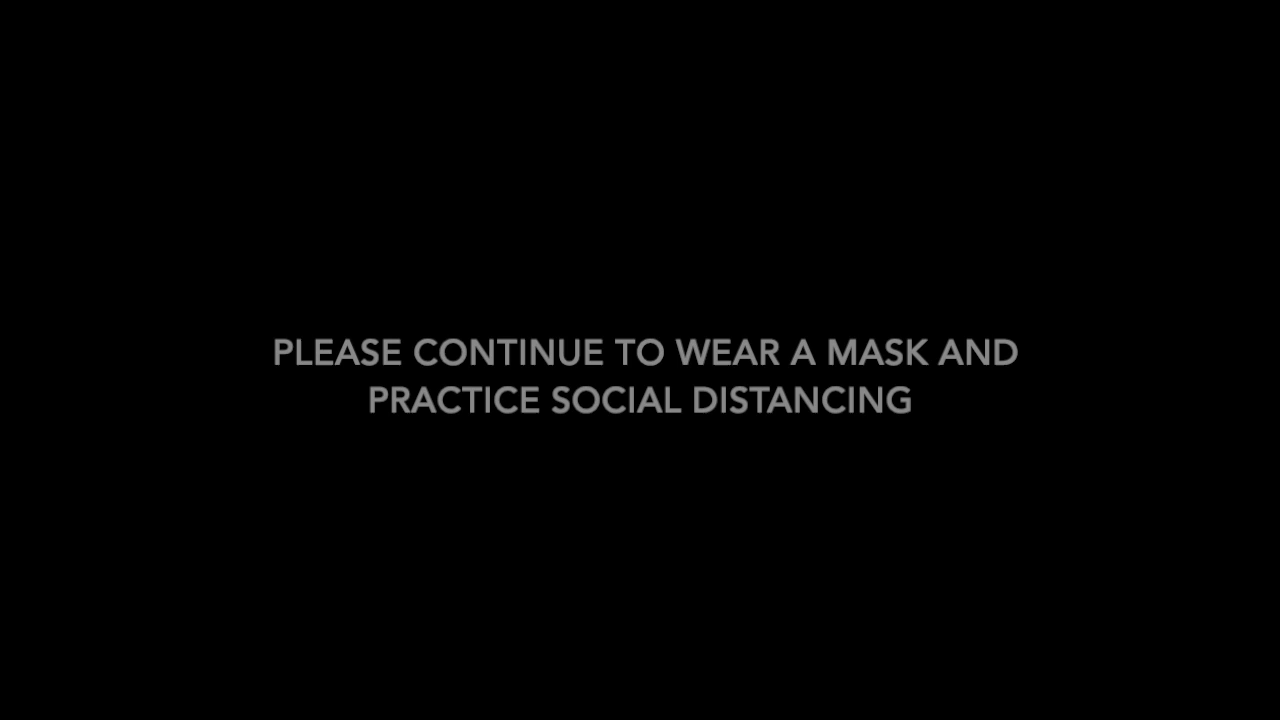 PLEASE CONTINUE TO WEAR A MASK AND
PRACTICE SOCIAL DISTANCING